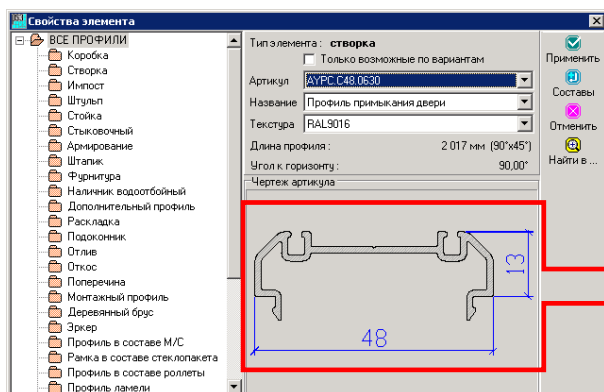 Свойства элемента
ВСЕ ПРОФИЛИ
Коробка
Створка
Импост
Штульп
Стойка
Стыковочный
Армирование
Штапик
Фурнитура
Наличник водоотбойный
Дополнительный профиль
Раскладка
Подоконник
Отлив
Откос
Поперечина
Монтажный профиль
Деревянный брус
Эркер
Профиль в составе М/С
Рамка в составе стеклопакета
Профиль в составе роллеты
Профиль ламели
Тип элемента : створка
Только возможные по вариантам
Артикул AYPC.C48.0630
Название Профиль примыкания двери
Текстура RAL9016
Длина профиля : 2 017 мм (90°x45°)
Угол к горизонту : 90,00°
Чертеж артикула
13
48
Применить
Составы
Отменить
Найти в ...